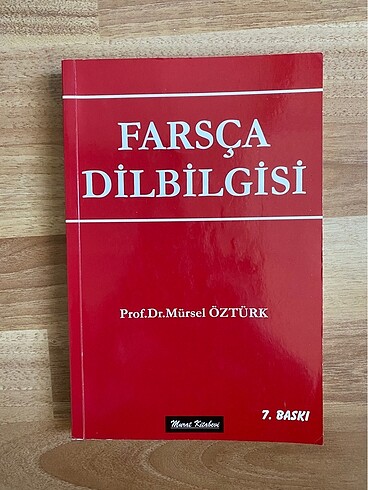 FARSÇA
DİLBİLGİSİ
Prof.Dr.Mürsel ÖZTÜRK
7. BASKI
Murat Kitabevi